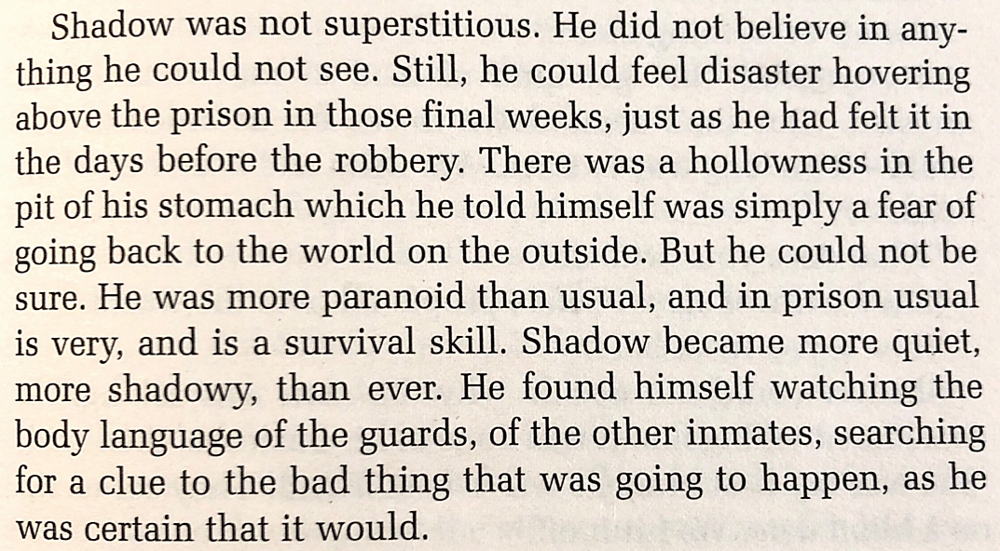 Shadow was not superstitious. He did not believe in any-
thing he could not see. Still, he could feel disaster hovering
above the prison in those final weeks, just as he had felt it in
the days before the robbery. There was a hollowness in the
pit of his stomach which he told himself was simply a fear of
going back to the world on the outside. But he could not be
sure. He was more paranoid than usual, and in prison usual
is very, and is a survival skill. Shadow became more quiet,
more shadowy, than ever. He found himself watching the
body language of the guards, of the other inmates, searching
for a clue to the bad thing that was going to happen, as he
was certain that it would.